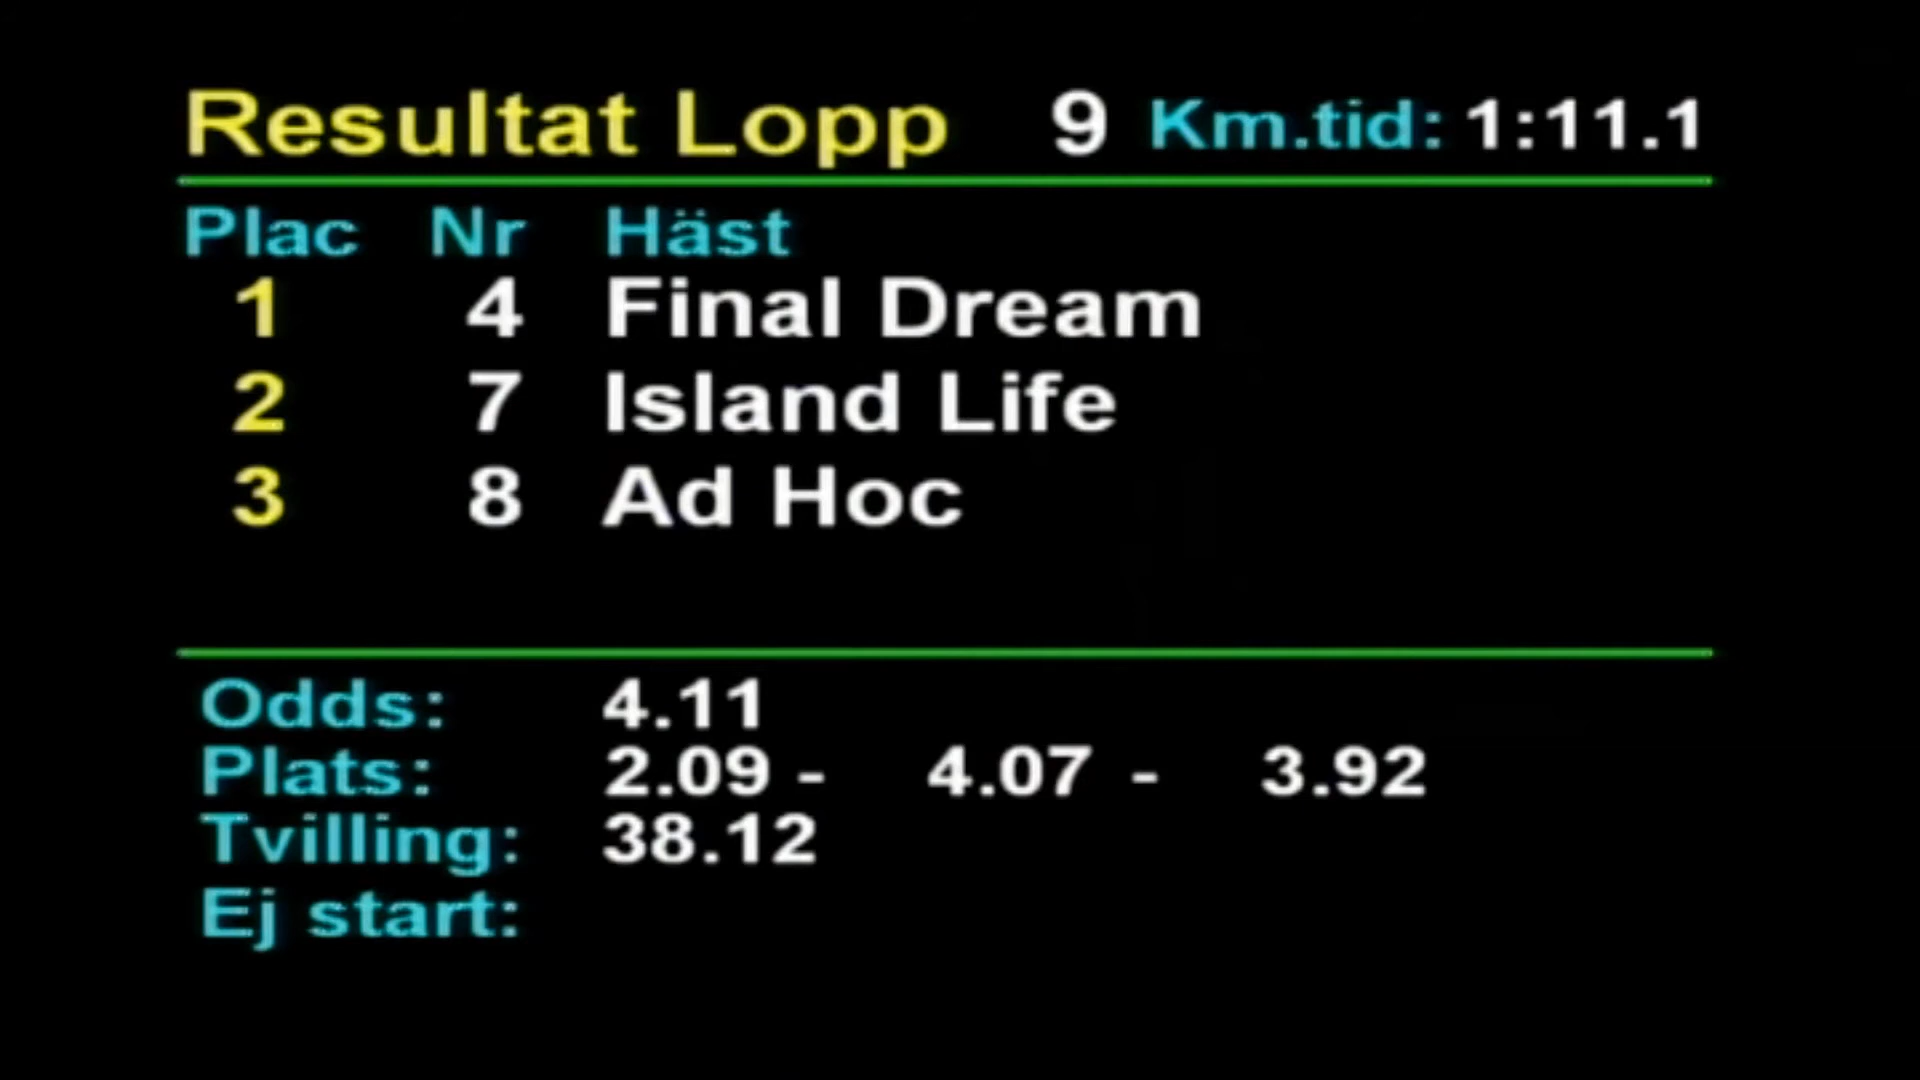 Resultat Lopp 9 Km.tid: 1:11.1
Plac Nr Häst
1 4 Final Dream
2 7 Island Life
3 8 Ad Hoc
Odds: 4.11
Plats: 2.09 - 4.07 - 3.92
Tvilling: 38.12
Ej start: